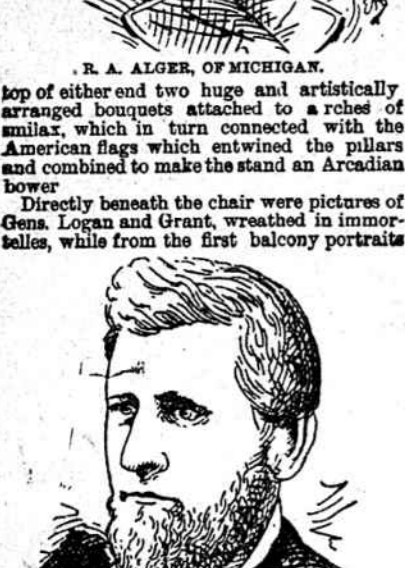 R. A. ALGER, OF MICHIGAN.
top of either end two huge and artistically
arranged bouquets attached to a rches of
smilax, which in turn connected with the
American flags which entwined the pillars
and combined to make the stand an Arcadian
bower
Directly beneath the chair were pictures of
Gens. Logan and Grant, wreathed in immor-
telles, while from the first balcony portraits